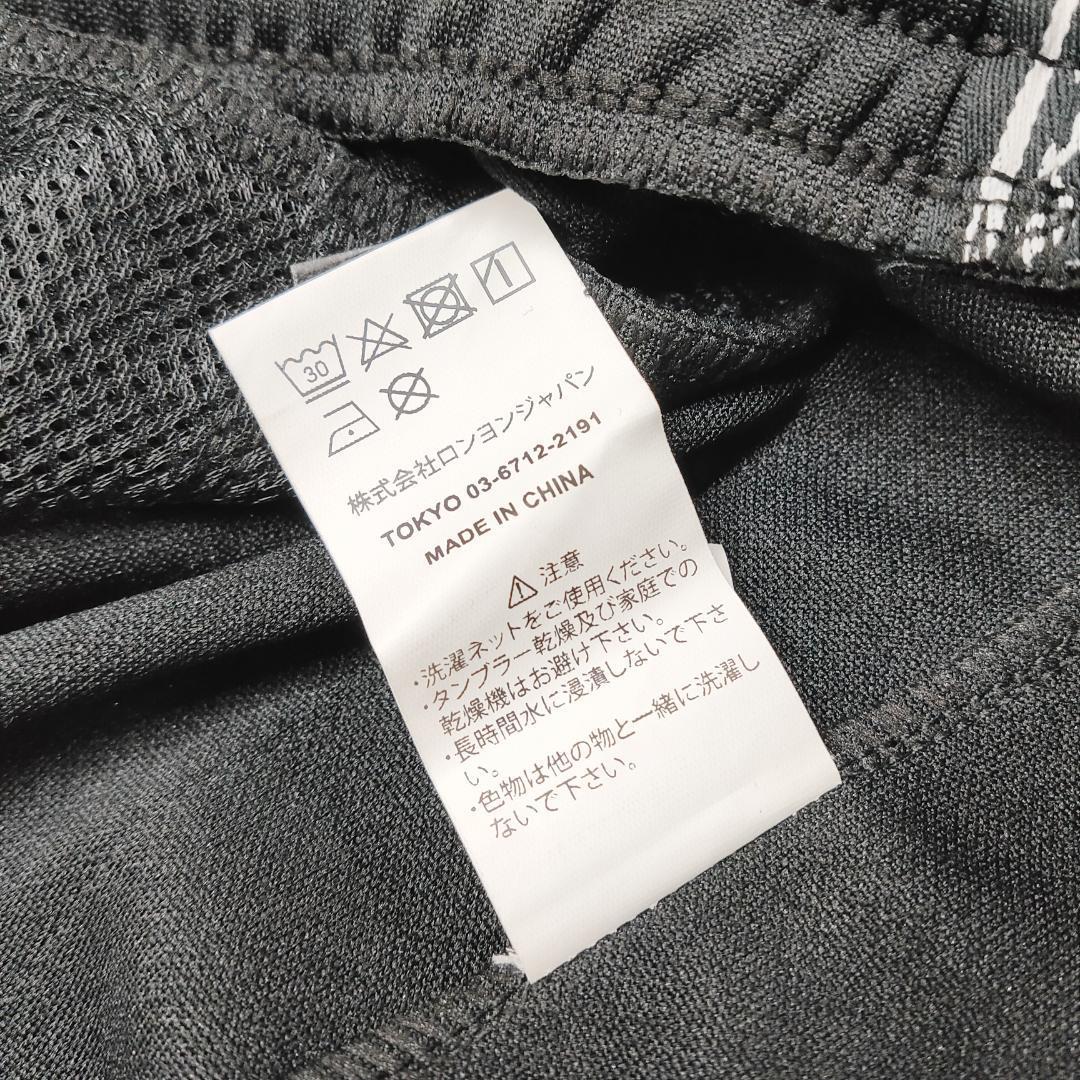 30
株式会社ロンヨンジャパン
TOKYO 03-6712-2191
MADE IN CHINA
⚠ 注意
・洗濯ネットをご使用ください。
・タンブラー乾燥及び家庭での
乾燥機はお避け下さい。
・長時間水に浸漬しないで下さ
い。
・色物は他の物と一緒に洗濯し
ないで下さい。